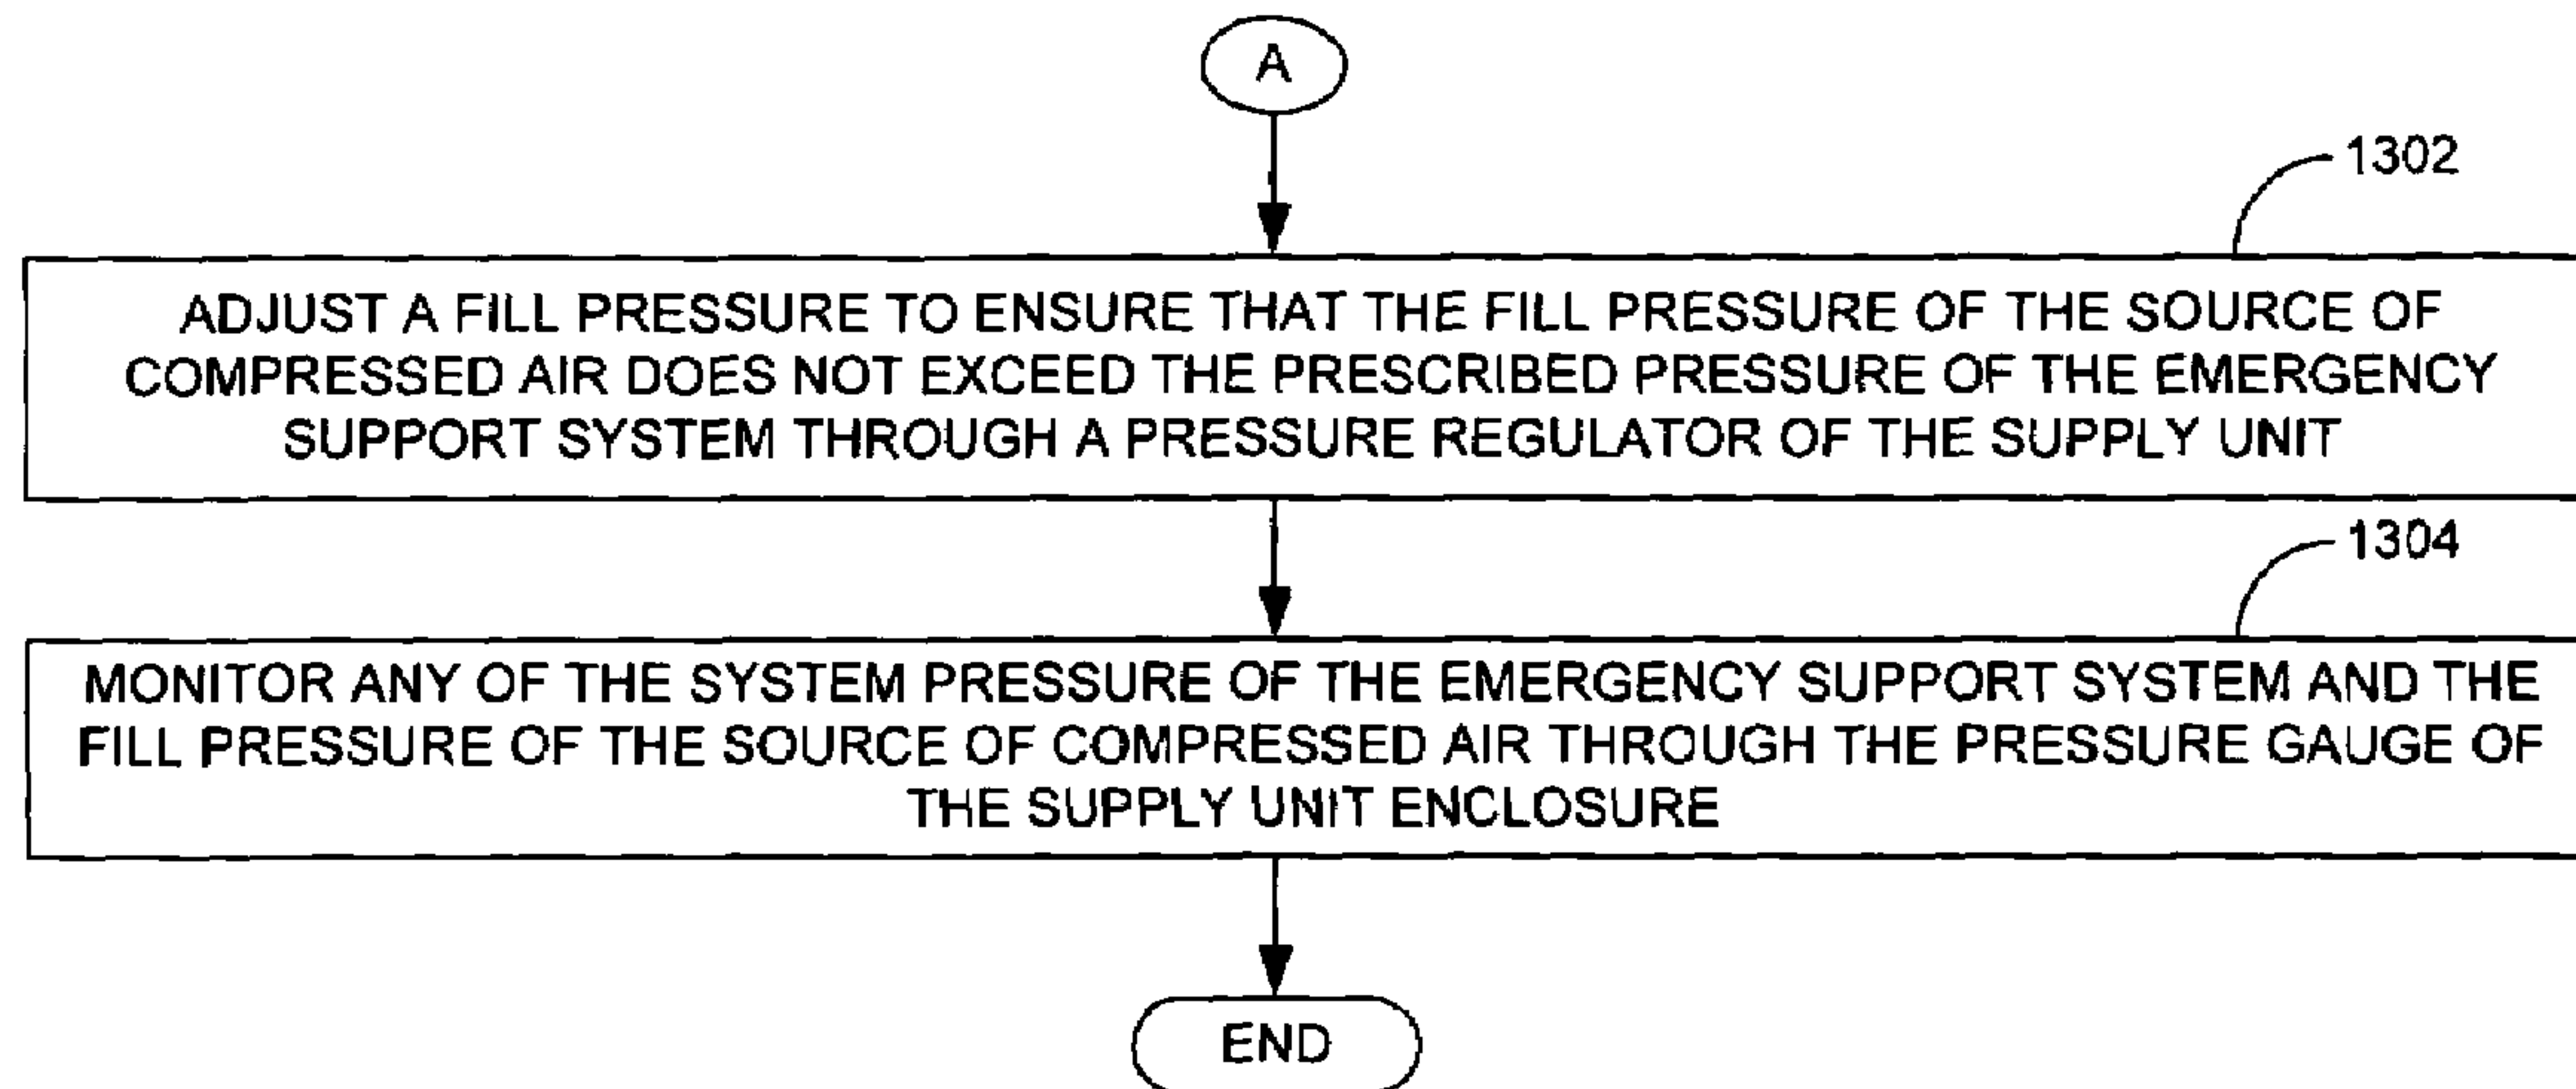 A
1302
ADJUST A FILL PRESSURE TO ENSURE THAT THE FILL PRESSURE OF THE SOURCE OF
COMPRESSED AIR DOES NOT EXCEED THE PRESCRIBED PRESSURE OF THE EMERGENCY
SUPPORT SYSTEM THROUGH A PRESSURE REGULATOR OF THE SUPPLY UNIT
1304
MONITOR ANY OF THE SYSTEM PRESSURE OF THE EMERGENCY SUPPORT SYSTEM AND THE
FILL PRESSURE OF THE SOURCE OF COMPRESSED AIR THROUGH THE PRESSURE GAUGE OF
THE SUPPLY UNIT ENCLOSURE
END